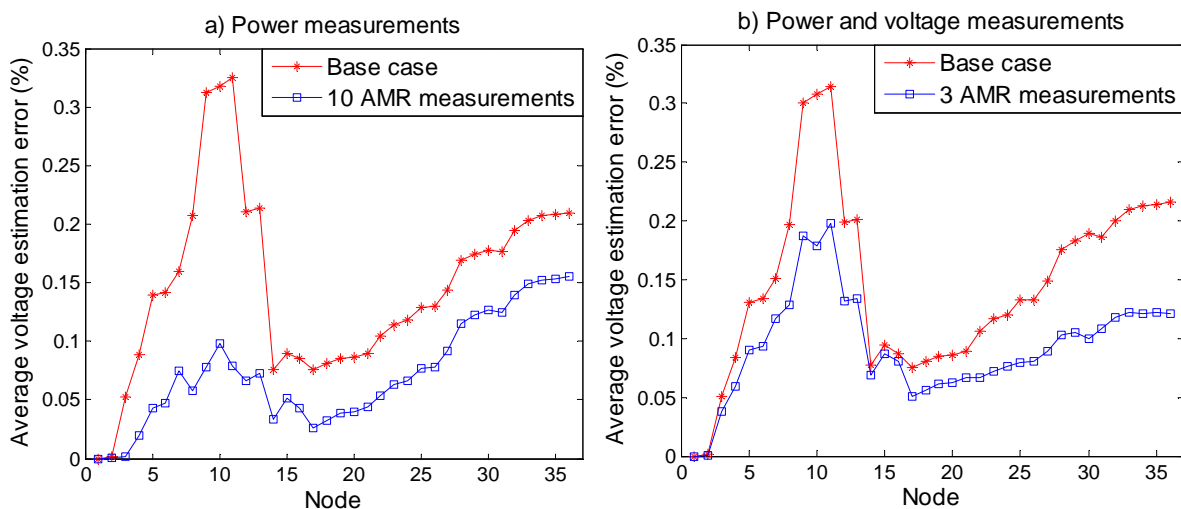 a) Power measurements
Average voltage estimation error (%)
0.35
0.3
0.25
0.2
0.15
0.1
0.05
0
0 5 10 15 20 25 30 35
Node
Base case
10 AMR measurements
b) Power and voltage measurements
Average voltage estimation error (%)
0.35
0.3
0.25
0.2
0.15
0.1
0.05
0
0 5 10 15 20 25 30 35
Node
Base case
3 AMR measurements